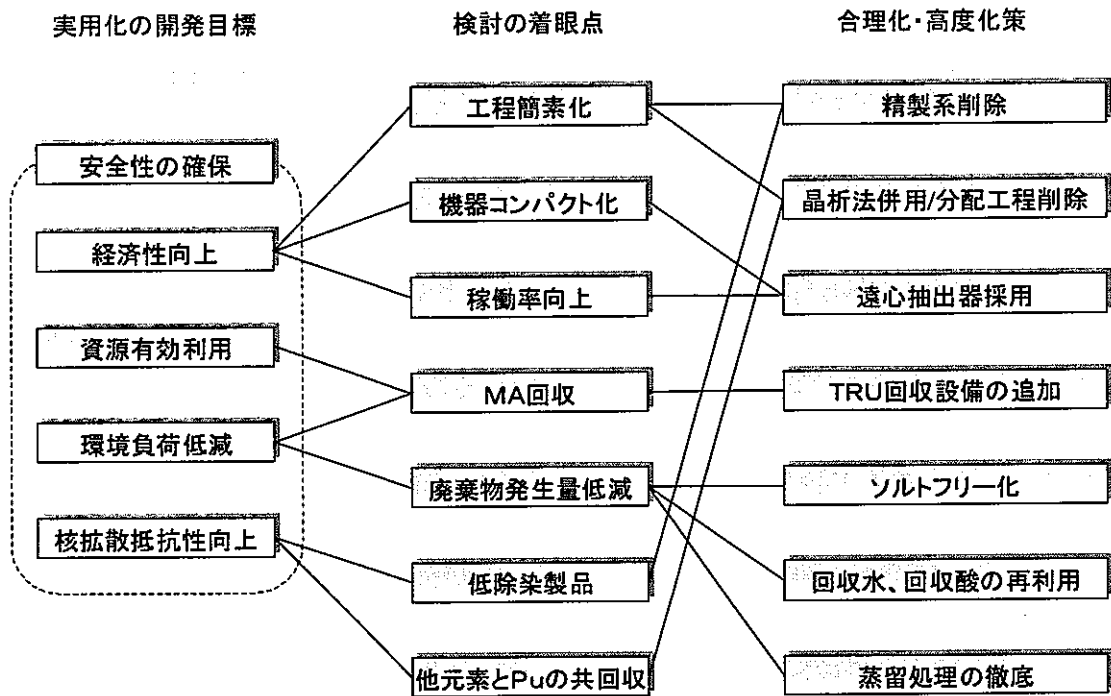 実用化の開発目標
検討の着眼点
合理化・高度化策
安全性の確保
経済性向上
資源有効利用
環境負荷低減
核拡散抵抗性向上
工程簡素化
機器コンパクト化
稼働率向上
MA回収
廃棄物発生量低減
低除染製品
他元素とPuの共回収
精製系削除
晶析法併用/分配工程削除
遠心抽出器採用
TRU回収設備の追加
ソルトフリー化
回収水、回収酸の再利用
蒸留処理の徹底